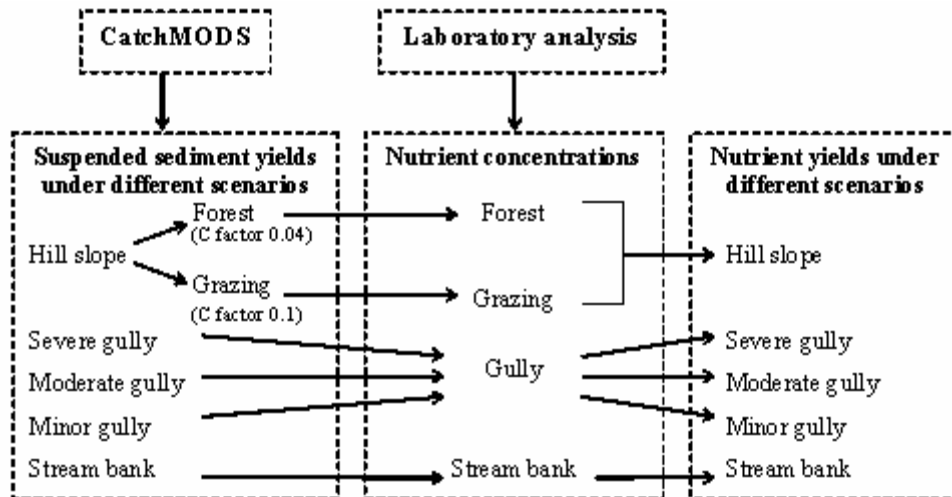 CatchMODS
Laboratory analysis
Suspended sediment yields
under different scenarios
Hill slope
Forest
(C factor 0.04)
Grazing
(C factor 0.1)
Severe gully
Moderate gully
Minor gully
Stream bank
Nutrient concentrations
Forest
Grazing
Gully
Stream bank
Nutrient yields under
different scenarios
Hill slope
Severe gully
Moderate gully
Minor gully
Stream bank